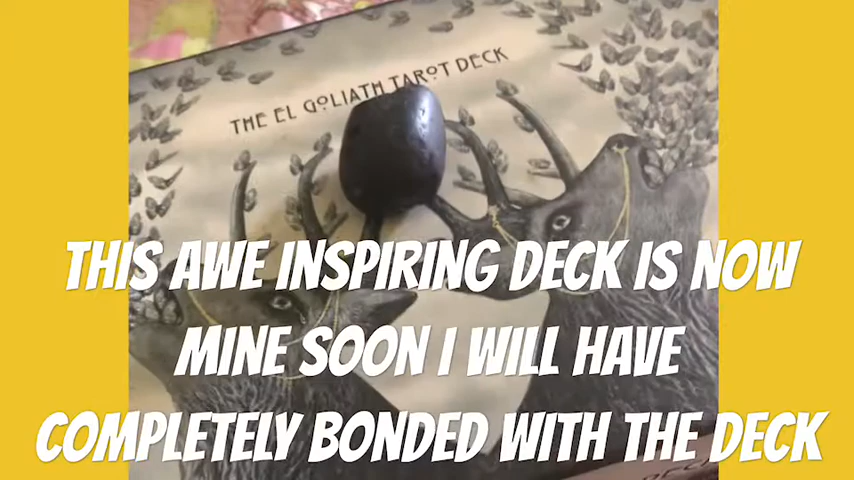 THE EL GOLIATH TAROT DECK
THIS AWE INSPIRING DECK IS NOW
MINE SOON I WILL HAVE
COMPLETELY BONDED WITH THE DECK